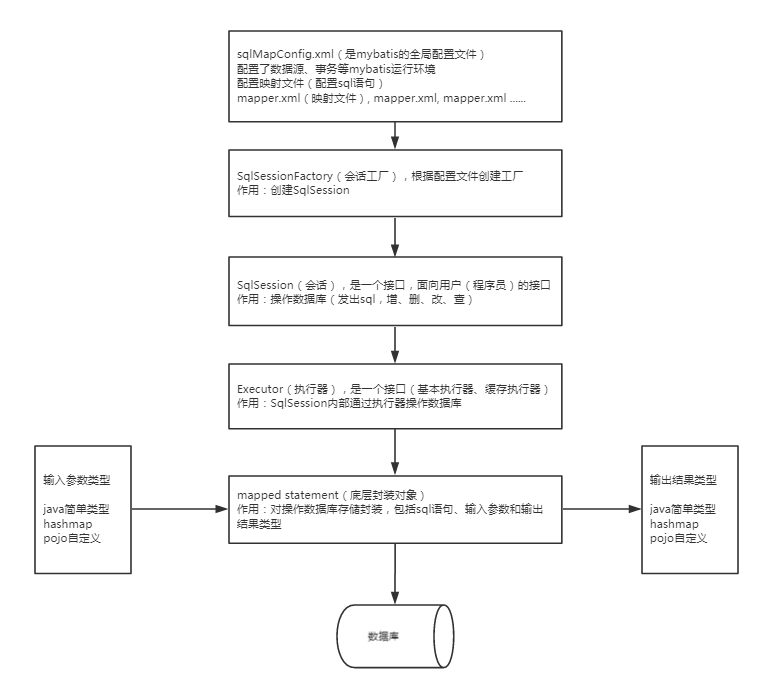 sqlMapConfig.xml（是mybatis的全局配置文件）
配置了数据源、事务等mybatis运行环境
配置映射文件（配置sql语句）
mapper.xml（映射文件）, mapper.xml, mapper.xml ......
SqlSessionFactory（会话工厂），根据配置文件创建工厂
作用：创建SqlSession
SqlSession（会话），是一个接口，面向用户（程序员）的接口
作用：操作数据库（发出sql，增、删、改、查）
Executor（执行器），是一个接口（基本执行器、缓存执行器）
作用：SqlSession内部通过执行器操作数据库
输入参数类型
java简单类型
hashmap
pojo自定义
mapped statement（底层封装对象）
作用：对操作数据库存储封装，包括sql语句、输入参数和输出
结果类型
输出结果类型
java简单类型
hashmap
pojo自定义
数据库